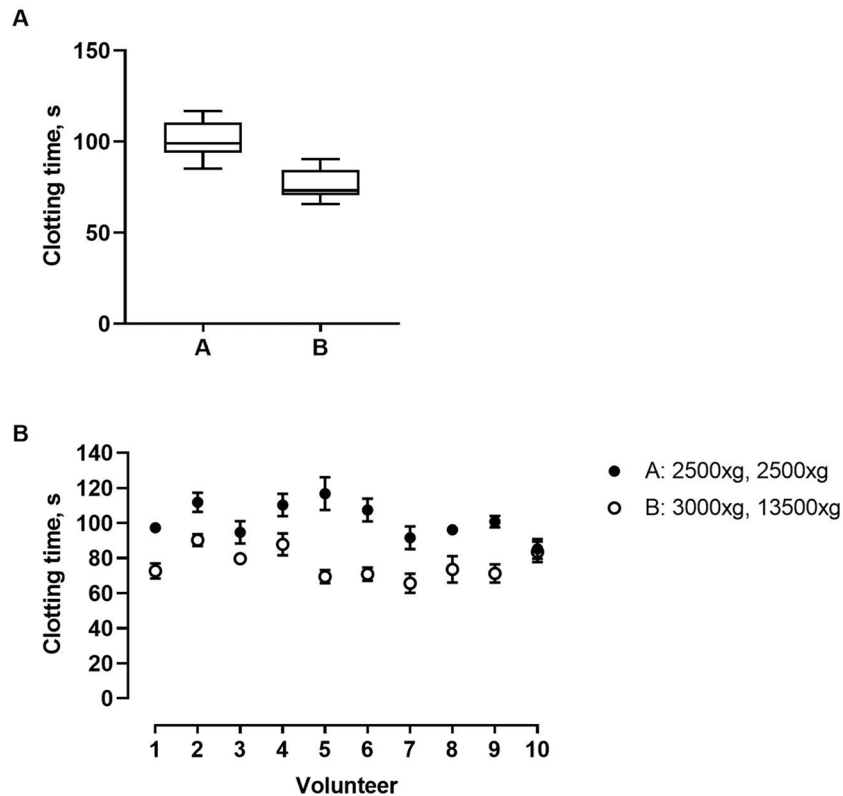 A
150
100
50
0
Clotting time, s
A B
B
140
120
100
80
60
40
20
0
Clotting time, s
1 2 3 4 5 6 7 8 9 10
Volunteer
A: 2500xg, 2500xg
B: 3000xg, 13500xg